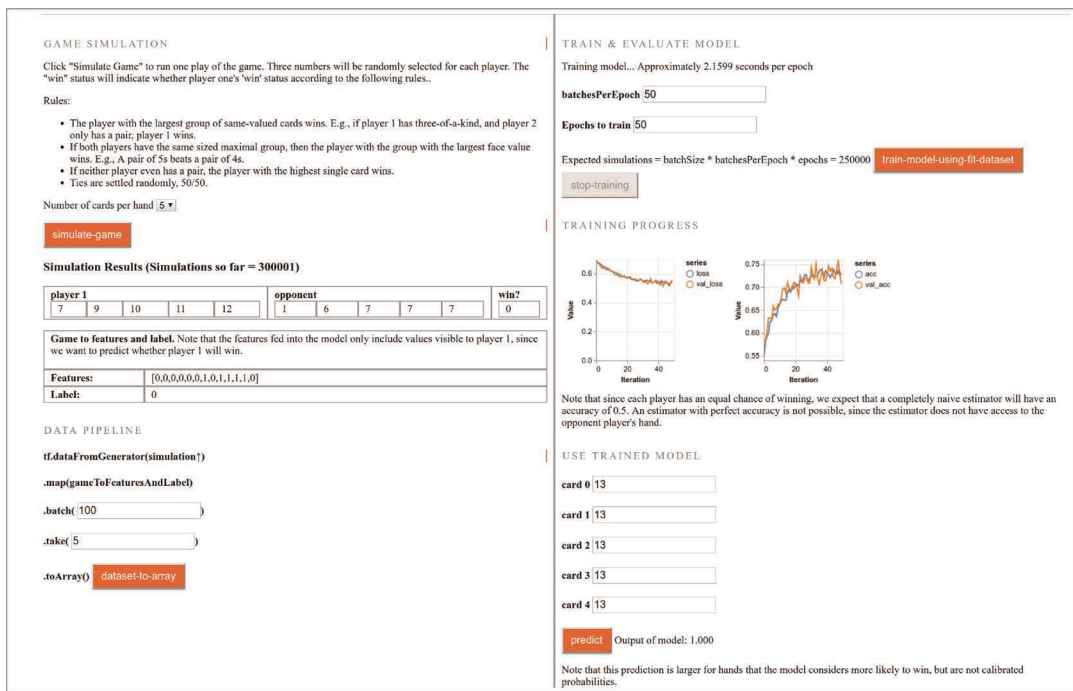 GAME SIMULATION
Click "Simulate Game" to run one play of the game. Three numbers will be randomly selected for each player. The
"win" status will indicate whether player one's 'win' status according to the following rules..
Rules:
• The player with the largest group of same-valued cards wins. E.g., if player 1 has three-of-a-kind, and player 2
only has a pair, player 1 wins.
• If both players have the same sized maximal group, then the player with the group with the largest face value
wins. E.g., A pair of 5s beats a pair of 4s.
• If neither player even has a pair, the player with the highest single card wins.
• Ties are settled randomly, 50/50.
Number of cards per hand 5
simulate-game
Simulation Results (Simulations so far = 300001)
player 1 opponent win?
7 9 10 11 12 1 6 7 7 7 0
Game to features and label. Note that the features fed into the model only include values visible to player 1, since
we want to predict whether player 1 will win.
Features: [0,0,0,0,0,0,1,0,1,1,1,1,0]
Label: 0
DATA PIPELINE
tf.dataFromGenerator(simulation↑)
.map(gameToFeaturesAndLabel)
.batch( 100 )
.take( 5 )
.toArray() dataset-to-array
TRAIN & EVALUATE MODEL
Training model... Approximately 2.1599 seconds per epoch
batchesPerEpoch 50
Epochs to train 50
Expected simulations = batchSize * batchesPerEpoch * epochs = 250000 train-model-using-fit-dataset
stop-training
TRAINING PROGRESS
series
loss
val_loss
0.6
0.4
0.2
0.0
Value
0 20 40
Iteration
series
acc
val_acc
0.75
0.70
0.65
0.60
0.55
Value
0 20 40
Iteration
Note that since each player has an equal chance of winning, we expect that a completely naive estimator will have an
accuracy of 0.5. An estimator with perfect accuracy is not possible, since the estimator does not have access to the
opponent player's hand.
USE TRAINED MODEL
card 0 13
card 1 13
card 2 13
card 3 13
card 4 13
predict Output of model: 1.000
Note that this prediction is larger for hands that the model considers more likely to win, but are not calibrated
probabilities.